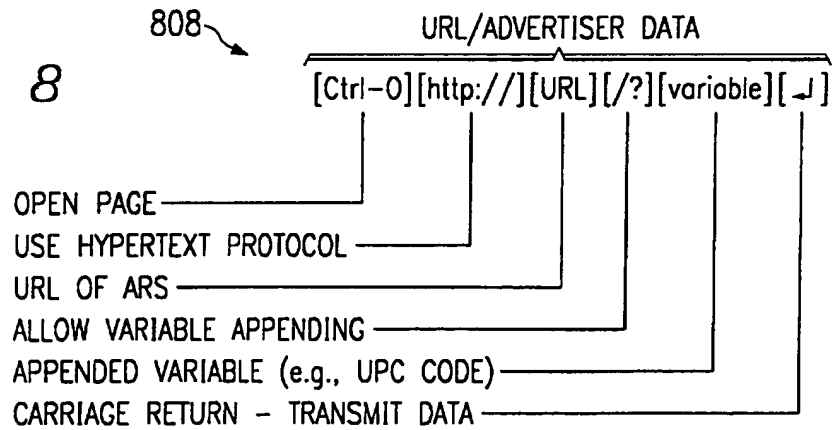 808
URL/ADVERTISER DATA
8
[Ctrl-O][http://][URL][/?][variable][↵]
OPEN PAGE
USE HYPERTEXT PROTOCOL
URL OF ARS
ALLOW VARIABLE APPENDING
APPENDED VARIABLE (e.g., UPC CODE)
CARRIAGE RETURN - TRANSMIT DATA